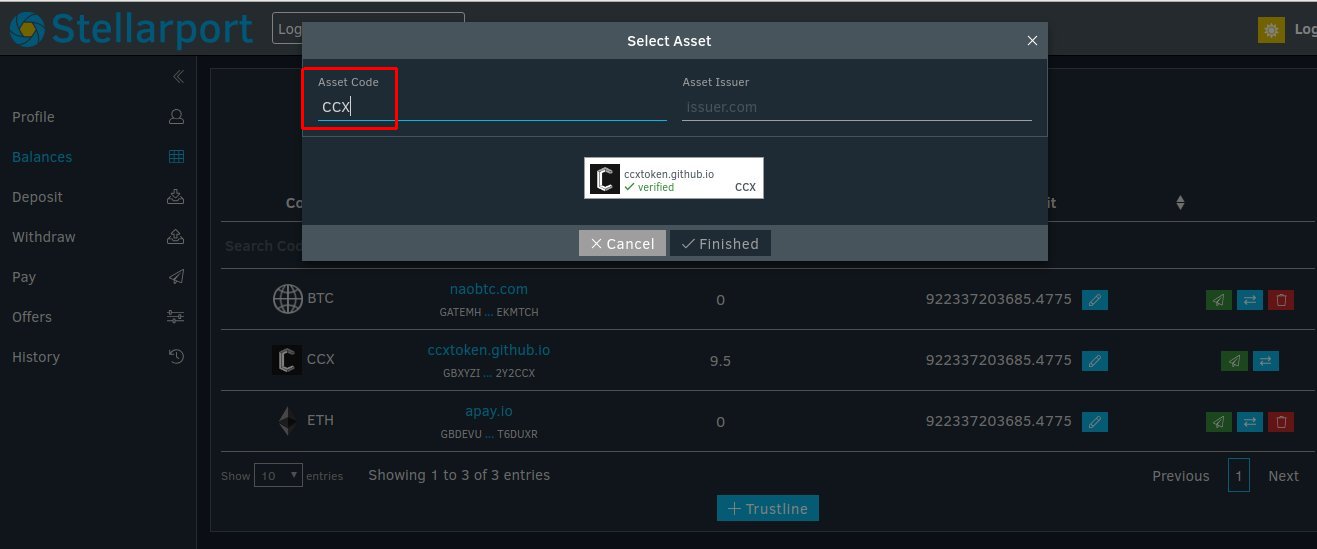 Stellarport
Log
Log
Select Asset
Asset Code
Asset Issuer
CCX
issuer.com
ccxtoken.github.io
verified
CCX
Cancel
Finished
Profile
Balances
Deposit
Withdraw
Pay
Offers
History
Co
it
Search Cod
BTC
naobtc.com
GATEMH ... EKMTCH
0
922337203685.4775
CCX
ccxtoken.github.io
GBXYZI ... 2Y2CCX
9.5
922337203685.4775
ETH
apay.io
GBDEVU ... T6DUXR
0
922337203685.4775
Show 10 entries
Showing 1 to 3 of 3 entries
Previous 1 Next
Trustline